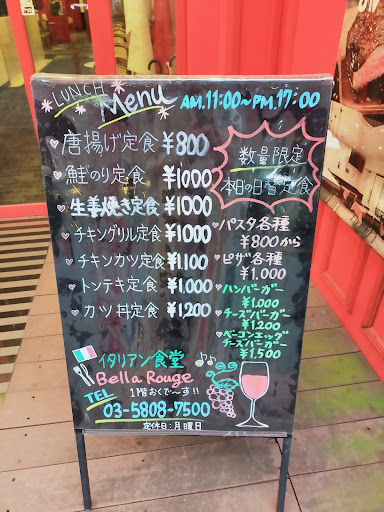 LUNCH Menu AM.11:00~PM.17:00
唐揚げ定食 ¥800
鮭のり定食 ¥1000
生姜焼き定食 ¥1000
チキングリル定食 ¥1000
チキンカツ定食 ¥1,100
トンテキ定食 ¥1,000
カツ丼定食 ¥1,200
数量限定
日替定食
パスタ各種
¥800から
ピザ各種
¥1,000
ハンバーガー
¥1,000
チーズバーガー
¥1,200
ベーコンエッグ
チーズバーガー
¥1,500
イタリアン食堂
Bella Rouge
1階おくで〜す!!
TEL 03-5808-7500
定休日:月曜日